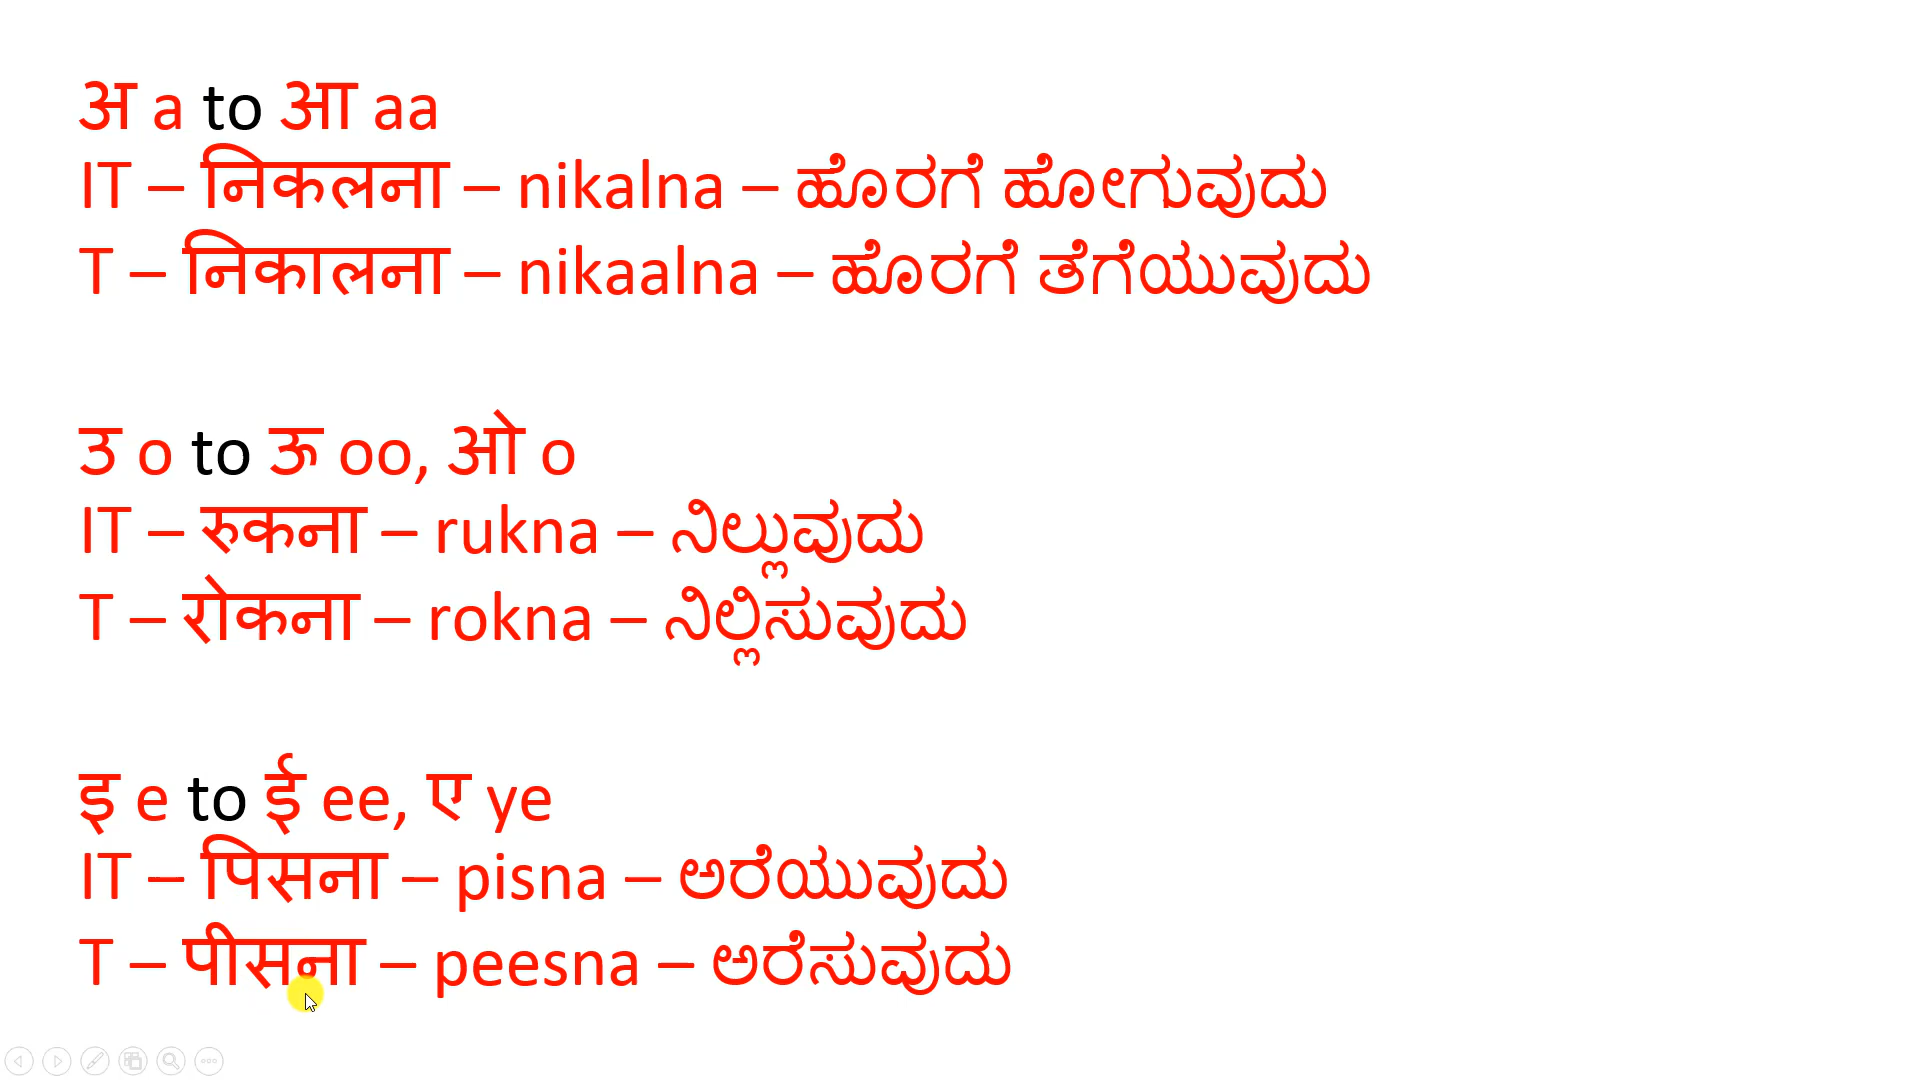 अ a to आ aa
IT – निकलना – nikalna – ಹೊರಗೆ ಹೋಗುವುದು
T – निकालना – nikaalna – ಹೊರಗೆ ತೆಗೆಯುವುದು
उ o to ऊ oo, ओ o
IT – रुकना – rukna – ನಿಲ್ಲುವುದು
T – रोकना – rokna – ನಿಲ್ಲಿಸುವುದು
इ e to ई ee, ए ye
IT – पिसना – pisna – ಅರೆಯುವುದು
T – पीसना – peesna – ಅರೆಸುವುದು